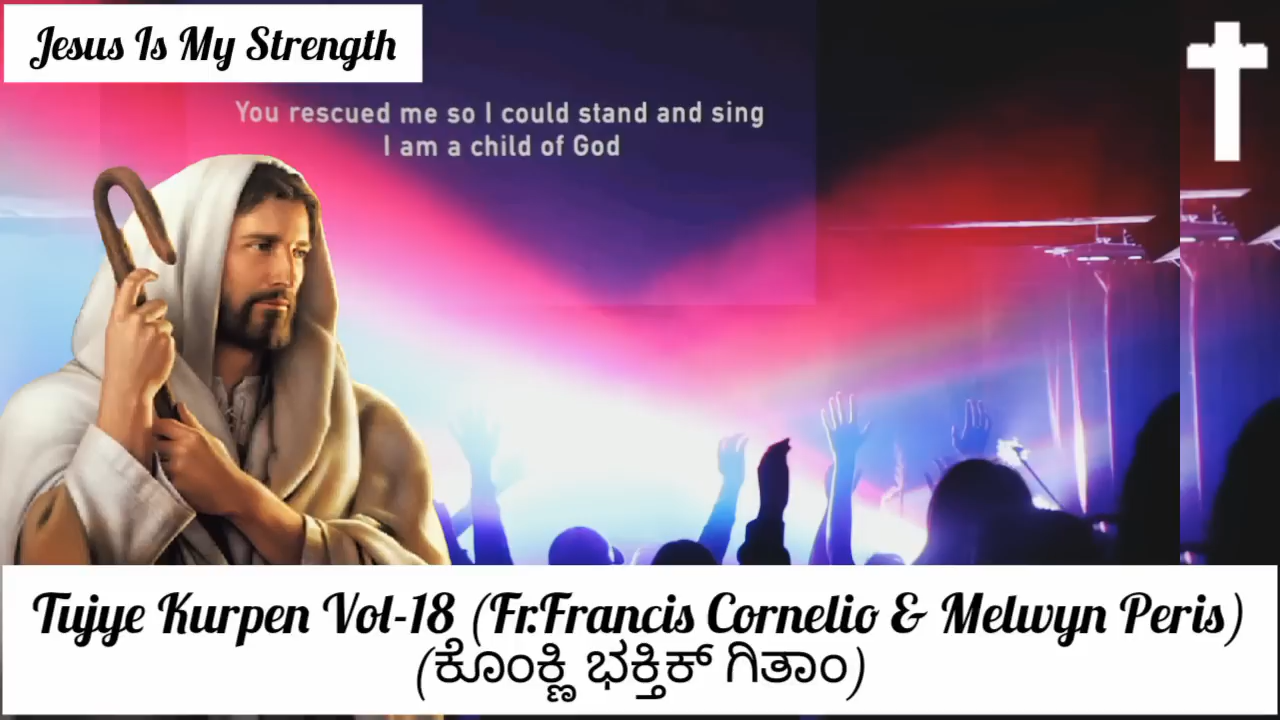 Jesus Is My Strength
You rescued me so I could stand and sing
I am a child of God
Tujye Kurpen Vol-18 (Fr.Francis Cornelio & Melwyn Peris)
(ಕೊಂಕ್ಣಿ ಭಕ್ತಿಕ್ ಗಿತಾಂ)